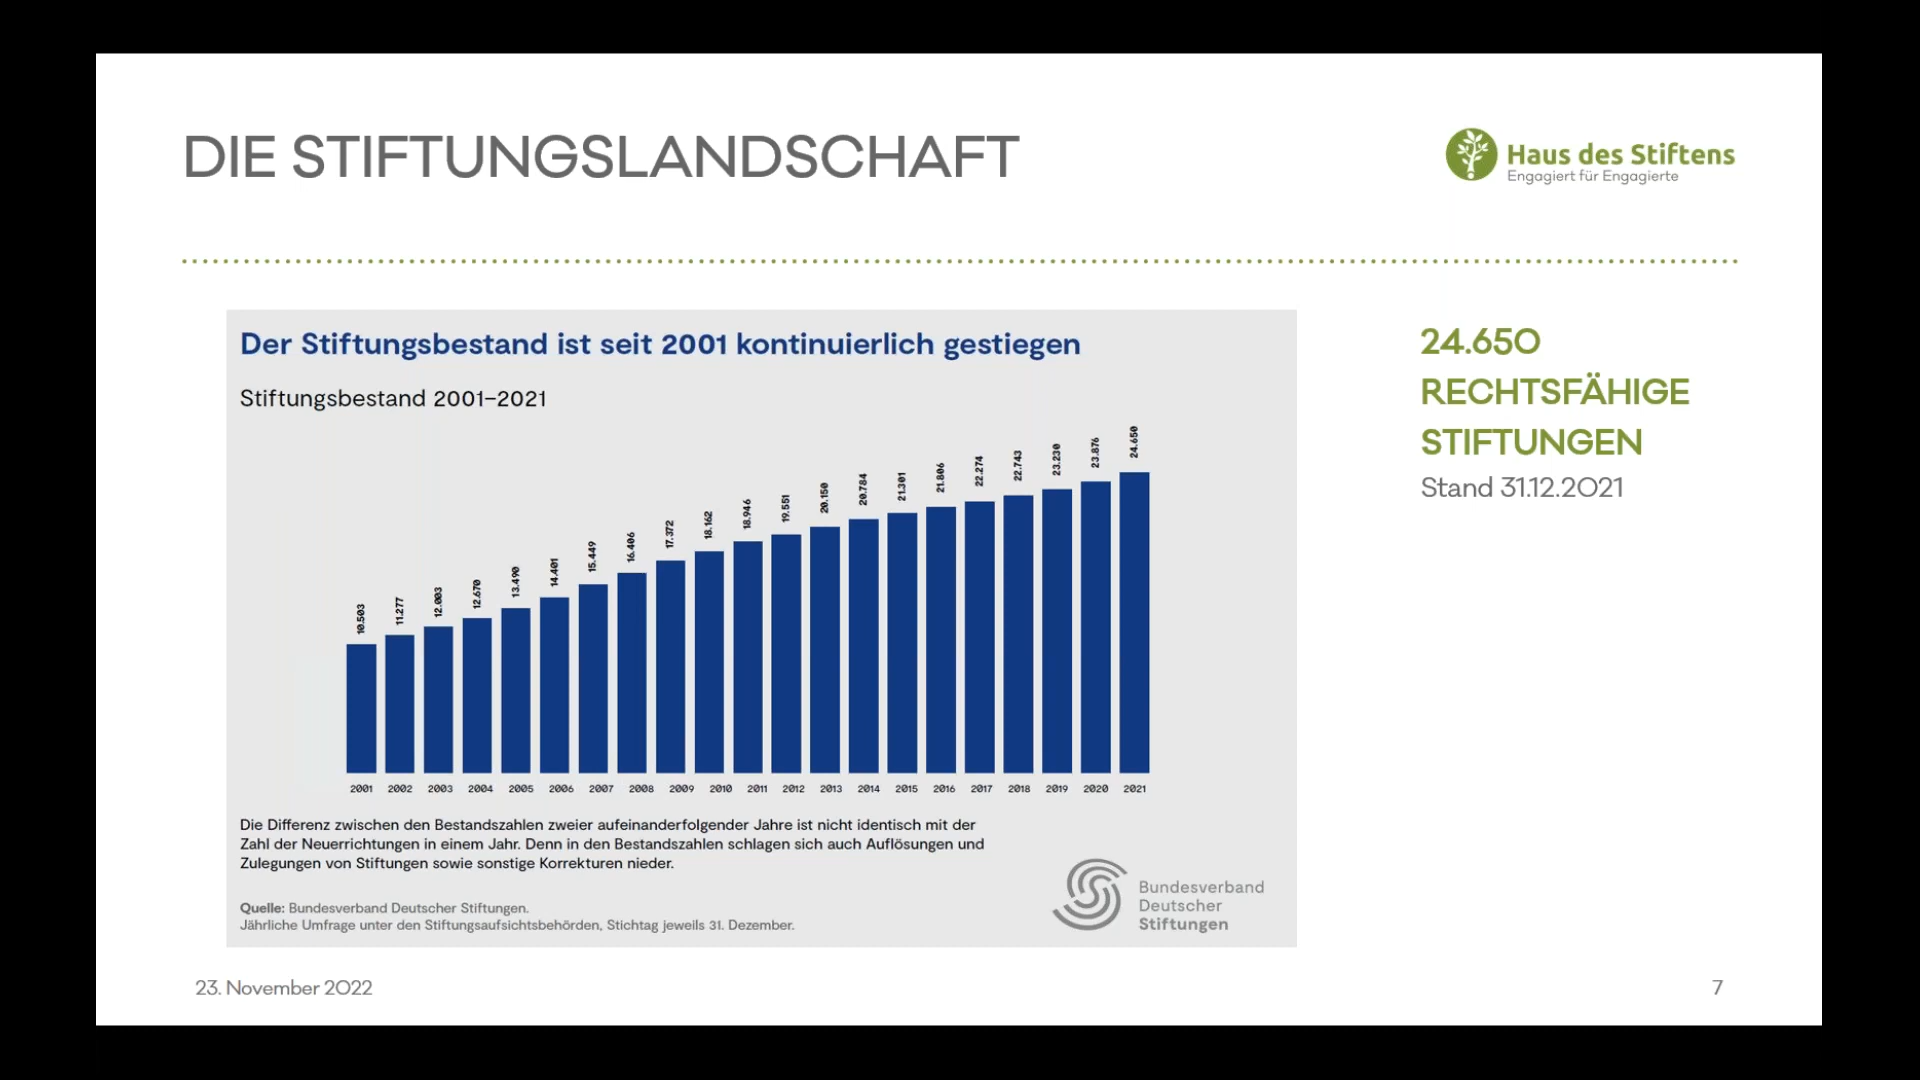 DIE STIFTUNGSLANDSCHAFT
Haus des Stiftens
Engagiert für Engagierte
Der Stiftungsbestand ist seit 2001 kontinuierlich gestiegen
Stiftungsbestand 2001–2021
10.503 11.277 12.003 12.670 13.490 14.401 15.449 16.406 17.372 18.162 18.946 19.551 20.150 20.784 21.301 21.806 22.274 22.743 23.230 23.876 24.650
2001 2002 2003 2004 2005 2006 2007 2008 2009 2010 2011 2012 2013 2014 2015 2016 2017 2018 2019 2020 2021
Die Differenz zwischen den Bestandszahlen zweier aufeinanderfolgender Jahre ist nicht identisch mit der
Zahl der Neuerrichtungen in einem Jahr. Denn in den Bestandszahlen schlagen sich auch Auflösungen und
Zulegungen von Stiftungen sowie sonstige Korrekturen nieder.
Quelle: Bundesverband Deutscher Stiftungen.
Jährliche Umfrage unter den Stiftungsaufsichtsbehörden, Stichtag jeweils 31. Dezember.
Bundesverband
Deutscher
Stiftungen
24.650
RECHTSFÄHIGE
STIFTUNGEN
Stand 31.12.2021
23. November 2022
7